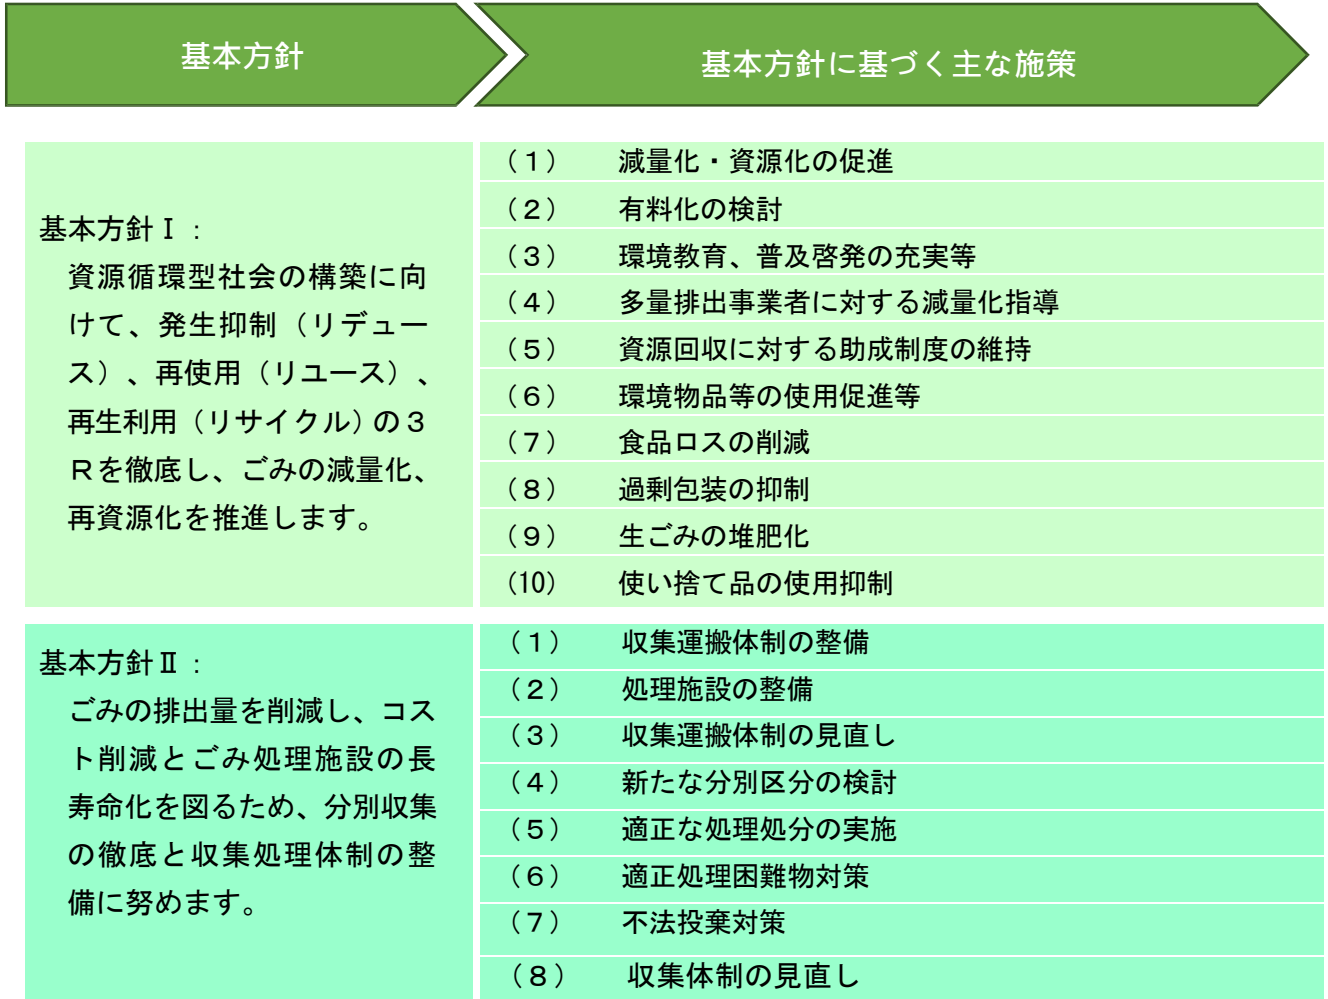 基本方針
基本方針に基づく主な施策
基本方針Ⅰ：
資源循環型社会の構築に向
けて、発生抑制（リデュー
ス）、再使用（リユース）、
再生利用（リサイクル）の３
Ｒを徹底し、ごみの減量化、
再資源化を推進します。
（１）　減量化・資源化の促進
（２）　有料化の検討
（３）　環境教育、普及啓発の充実等
（４）　多量排出事業者に対する減量化指導
（５）　資源回収に対する助成制度の維持
（６）　環境物品等の使用促進等
（７）　食品ロスの削減
（８）　過剰包装の抑制
（９）　生ごみの堆肥化
（10）　使い捨て品の使用抑制
基本方針Ⅱ：
ごみの排出量を削減し、コス
ト削減とごみ処理施設の長
寿命化を図るため、分別収集
の徹底と収集処理体制の整
備に努めます。
（１）　収集運搬体制の整備
（２）　処理施設の整備
（３）　収集運搬体制の見直し
（４）　新たな分別区分の検討
（５）　適正な処理処分の実施
（６）　適正処理困難物対策
（７）　不法投棄対策
（８）　収集体制の見直し